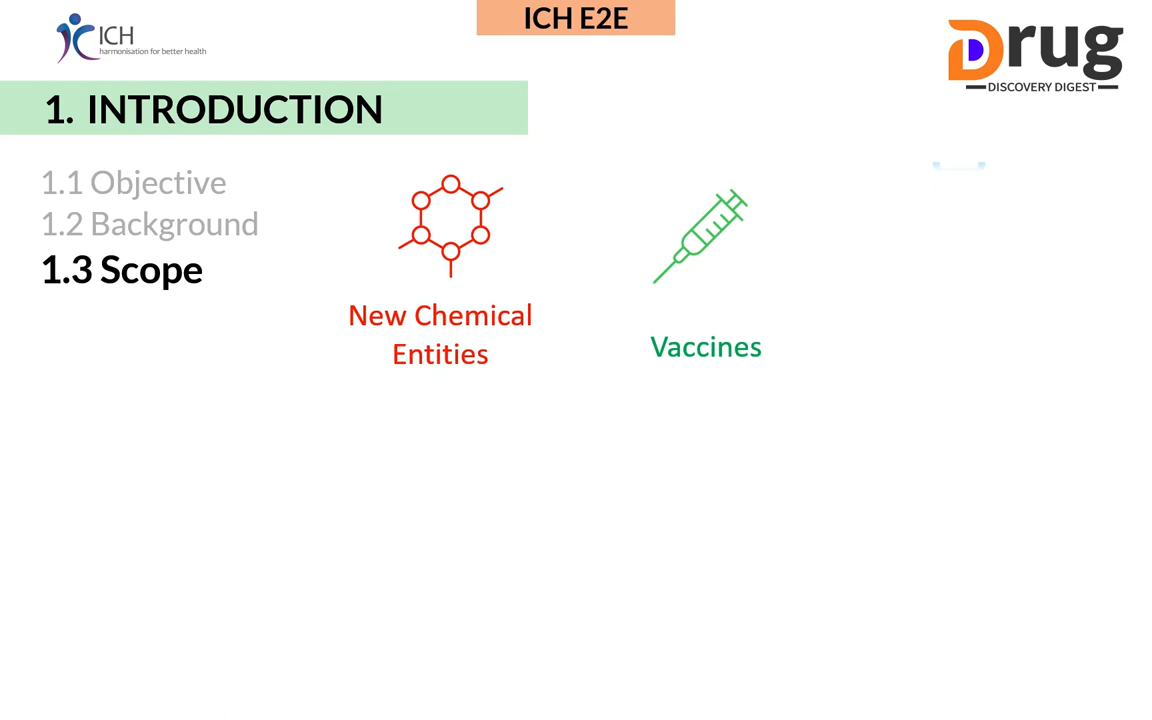 ICH
harmonisation for better health
ICH E2E
Drug
DISCOVERY DIGEST
1. INTRODUCTION
1.1 Objective
1.2 Background
1.3 Scope
New Chemical
Entities
Vaccines